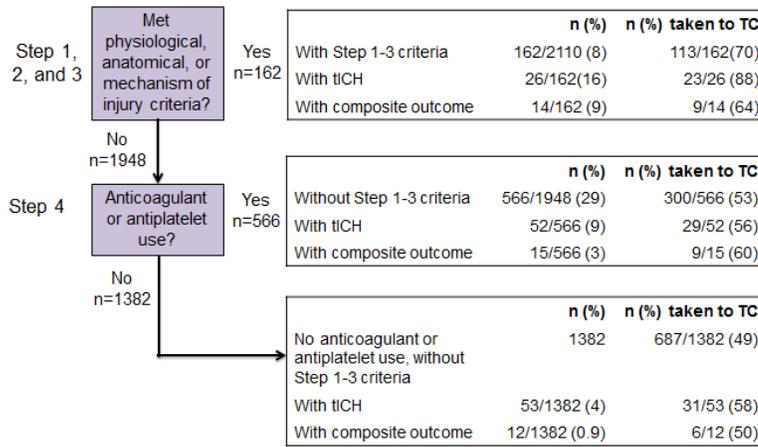 Step 1,
2, and 3
Met
physiological,
anatomical, or
mechanism of
injury criteria?
Yes
n=162
n (%) n (%) taken to TC
With Step 1-3 criteria 162/2110 (8) 113/162(70)
With tICH 26/162(16) 23/26 (88)
With composite outcome 14/162 (9) 9/14 (64)
No
n=1948
Step 4
Anticoagulant
or antiplatelet
use?
Yes
n=566
n (%) n (%) taken to TC
Without Step 1-3 criteria 566/1948 (29) 300/566 (53)
With tICH 52/566 (9) 29/52 (56)
With composite outcome 15/566 (3) 9/15 (60)
No
n=1382
n (%) n (%) taken to TC
No anticoagulant or 1382 687/1382 (49)
antiplatelet use, without
Step 1-3 criteria
With tICH 53/1382 (4) 31/53 (58)
With composite outcome 12/1382 (0.9) 6/12 (50)